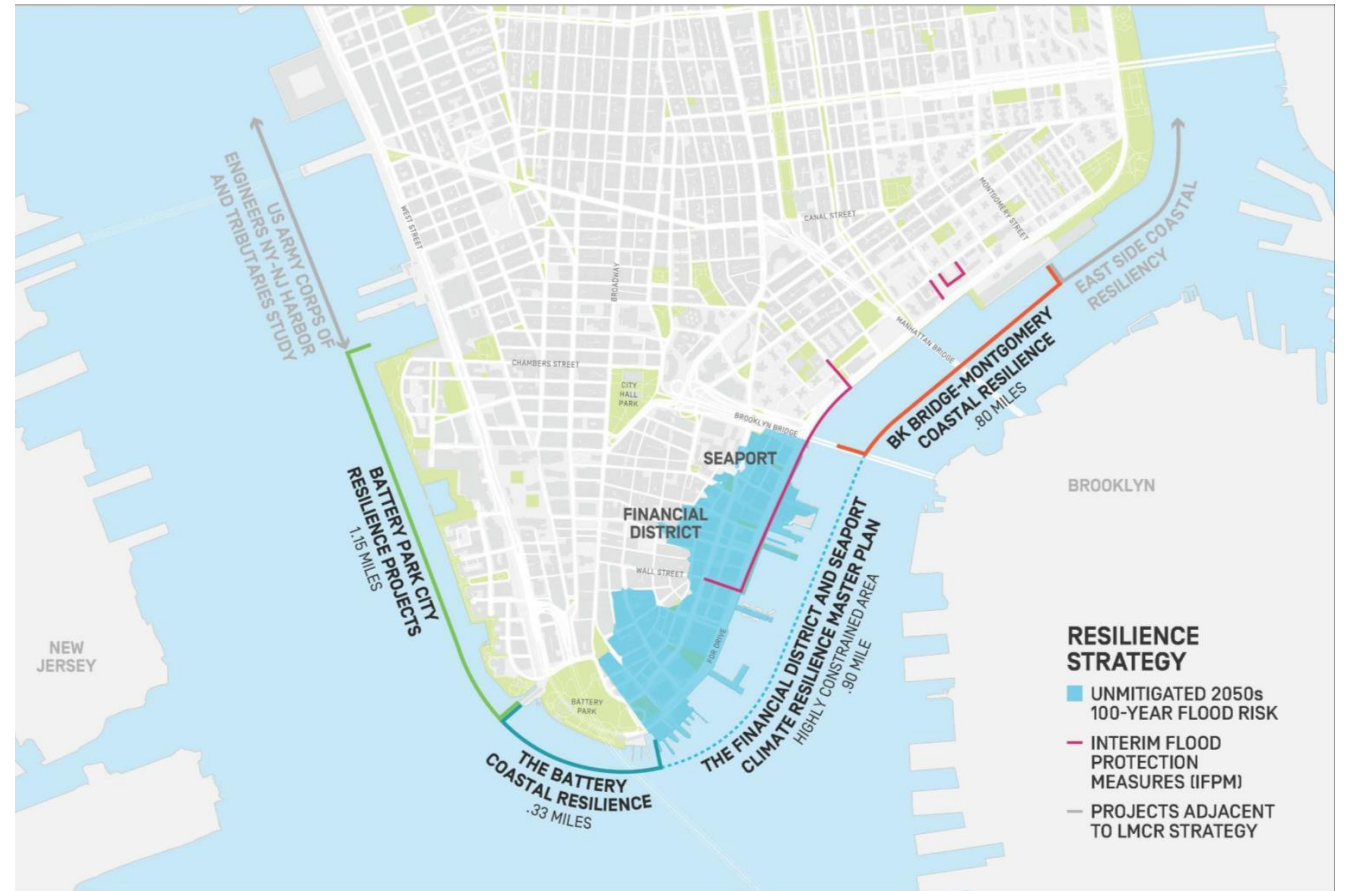 US ARMY CORPS OF
ENGINEERS NY-NJ HARBOR
AND TRIBUTARIES STUDY
WEST STREET
BROADWAY
CANAL STREET
MONTGOMERY STREET
MANHATTAN BRIDGE
EAST SIDE COASTAL
RESILIENCY
CHAMBERS STREET
CITY
HALL
PARK
BROOKLYN BRIDGE
BK BRIDGE-MONTGOMERY
COASTAL RESILIENCE
.80 MILES
SEAPORT
FINANCIAL
DISTRICT
WALL STREET
FDR DRIVE
BATTERY
PARK
BROOKLYN
NEW
JERSEY
BATTERY PARK CITY
RESILIENCE PROJECTS
1.15 MILES
THE BATTERY
COASTAL RESILIENCE
.33 MILES
THE FINANCIAL DISTRICT AND SEAPORT
CLIMATE RESILIENCE MASTER PLAN
HIGHLY CONSTRAINED AREA
.90 MILE
RESILIENCE
STRATEGY
UNMITIGATED 2050s
100-YEAR FLOOD RISK
INTERIM FLOOD
PROTECTION
MEASURES (IFPM)
PROJECTS ADJACENT
TO LMCR STRATEGY